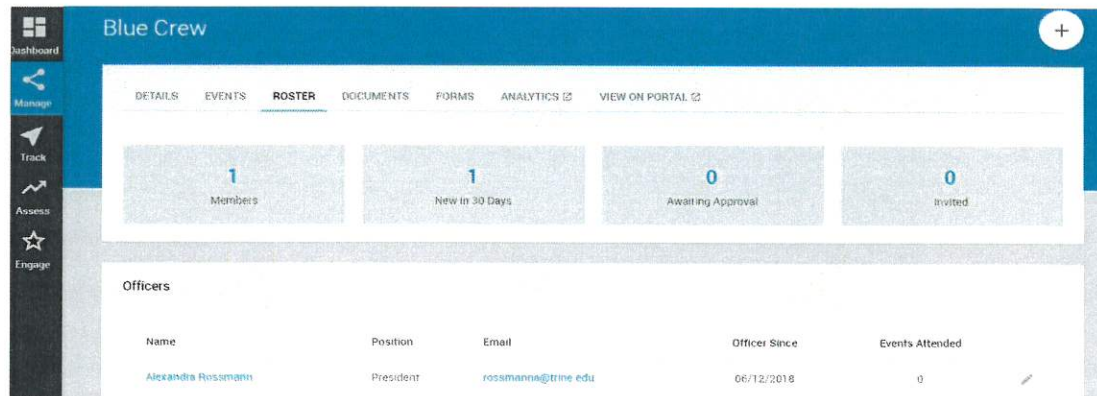 Blue Crew
+
Dashboard
Manage
Track
Assess
Engage
DETAILS EVENTS ROSTER DOCUMENTS FORMS ANALYTICS VIEW ON PORTAL
1 1 0 0
Members New in 30 Days Awaiting Approval Invited
Officers
Name Position Email Officer Since Events Attended
Alexandra Rossmann President rossmanna@trine.edu 06/12/2018 0